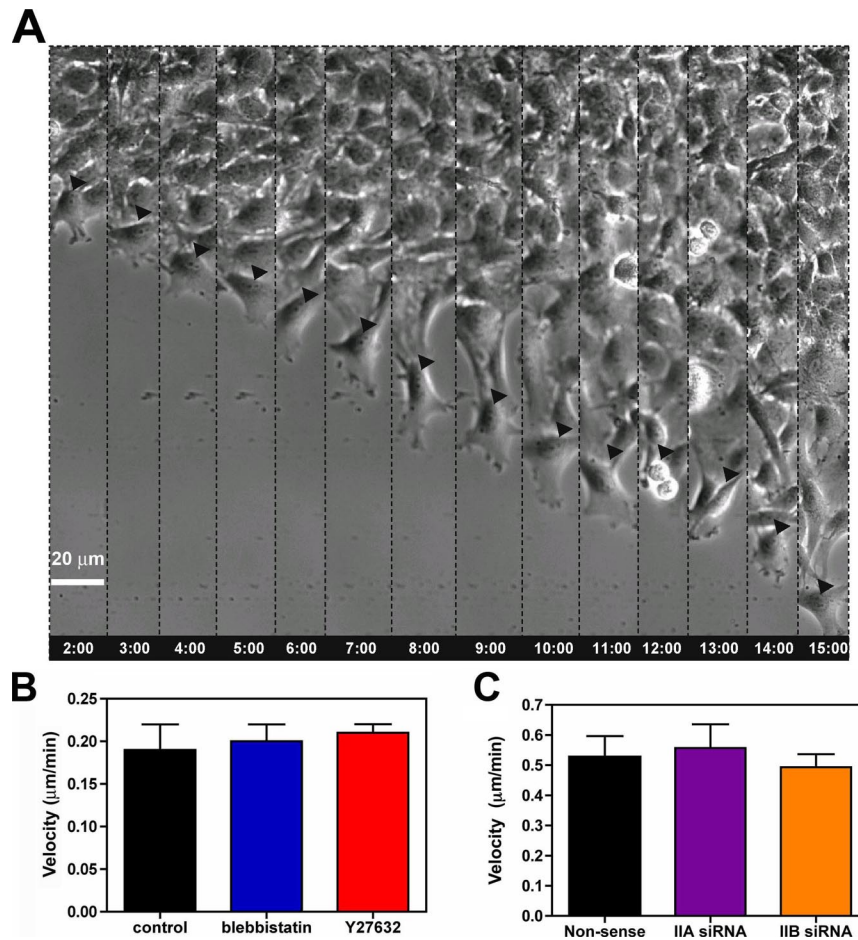 A
20 μm
2:00 3:00 4:00 5:00 6:00 7:00 8:00 9:00 10:00 11:00 12:00 13:00 14:00 15:00
B
0.25
0.20
0.15
0.10
0.05
0.00
Velocity (μm/min)
control blebbistatin Y27632
C
0.7
0.6
0.5
0.4
0.3
0.2
0.1
0.0
Velocity (μm/min)
Non-sense IIA siRNA IIB siRNA